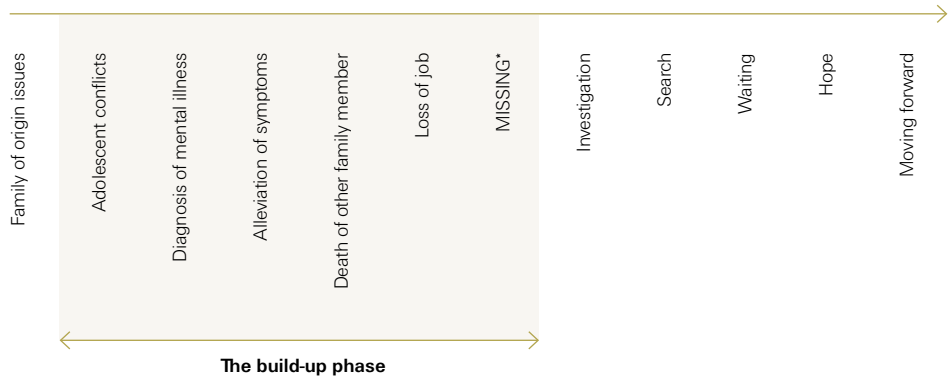 Family of origin issues
Adolescent conflicts
Diagnosis of mental illness
Alleviation of symptoms
Death of other family member
Loss of job
MISSING*
Investigation
Search
Waiting
Hope
Moving forward
The build-up phase